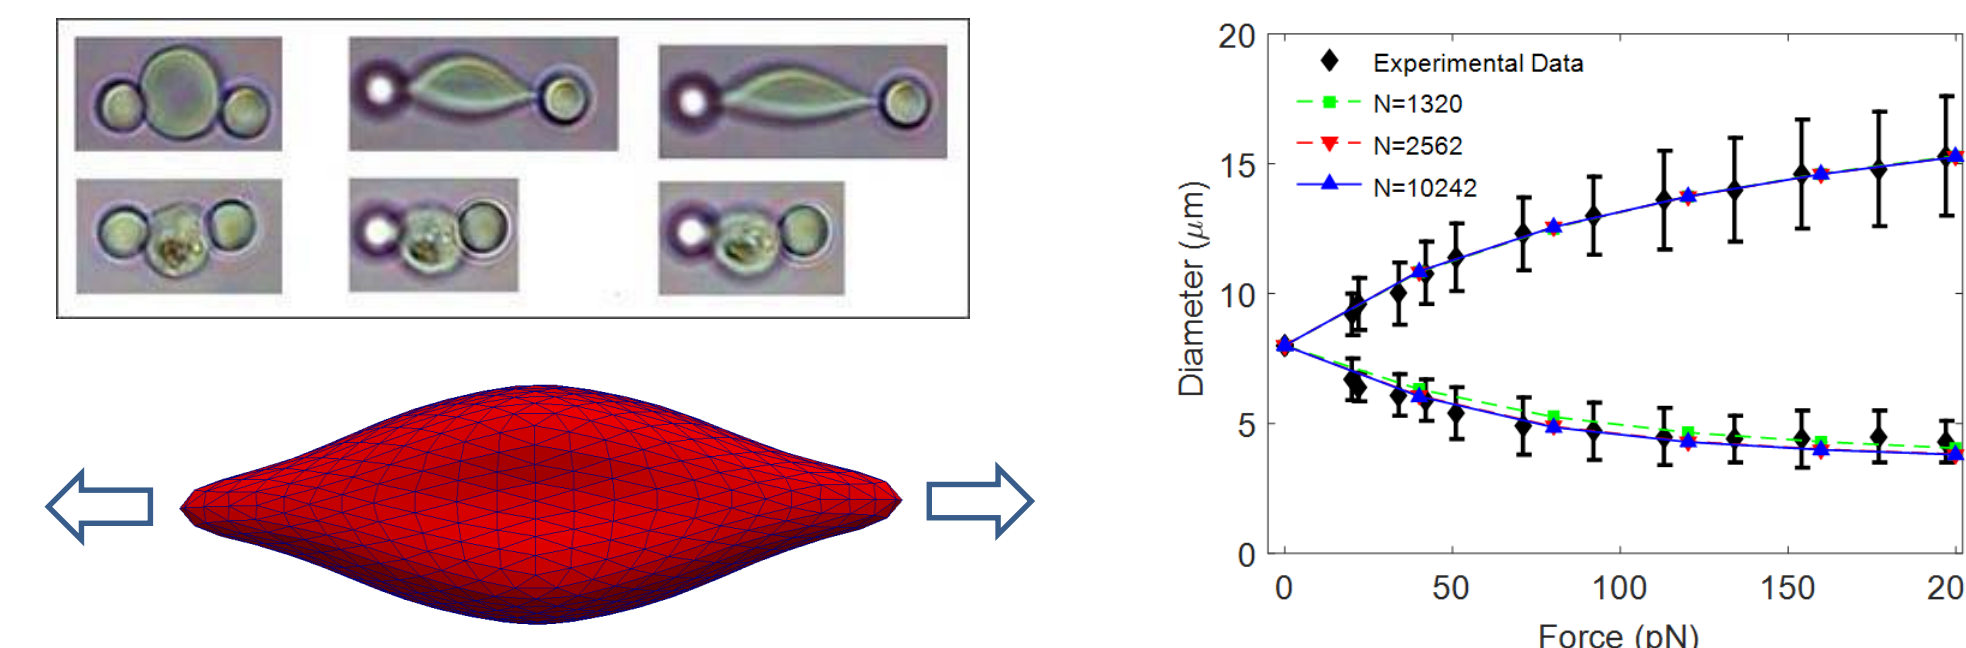 20
15
10
5
0
Diameter (μm)
Experimental Data
N=1320
N=2562
N=10242
0 50 100 150 20
Force (pN)